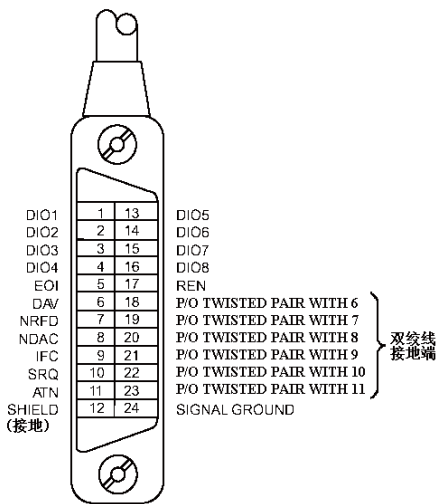 DIO1 1 13 DIO5
DIO2 2 14 DIO6
DIO3 3 15 DIO7
DIO4 4 16 DIO8
EOI 5 17 REN
DAV 6 18 P/O TWISTED PAIR WITH 6
NRFD 7 19 P/O TWISTED PAIR WITH 7
NDAC 8 20 P/O TWISTED PAIR WITH 8
IFC 9 21 P/O TWISTED PAIR WITH 9
SRQ 10 22 P/O TWISTED PAIR WITH 10
ATN 11 23 P/O TWISTED PAIR WITH 11
SHIELD 12 24 SIGNAL GROUND
(接地)
双绞线
接地端